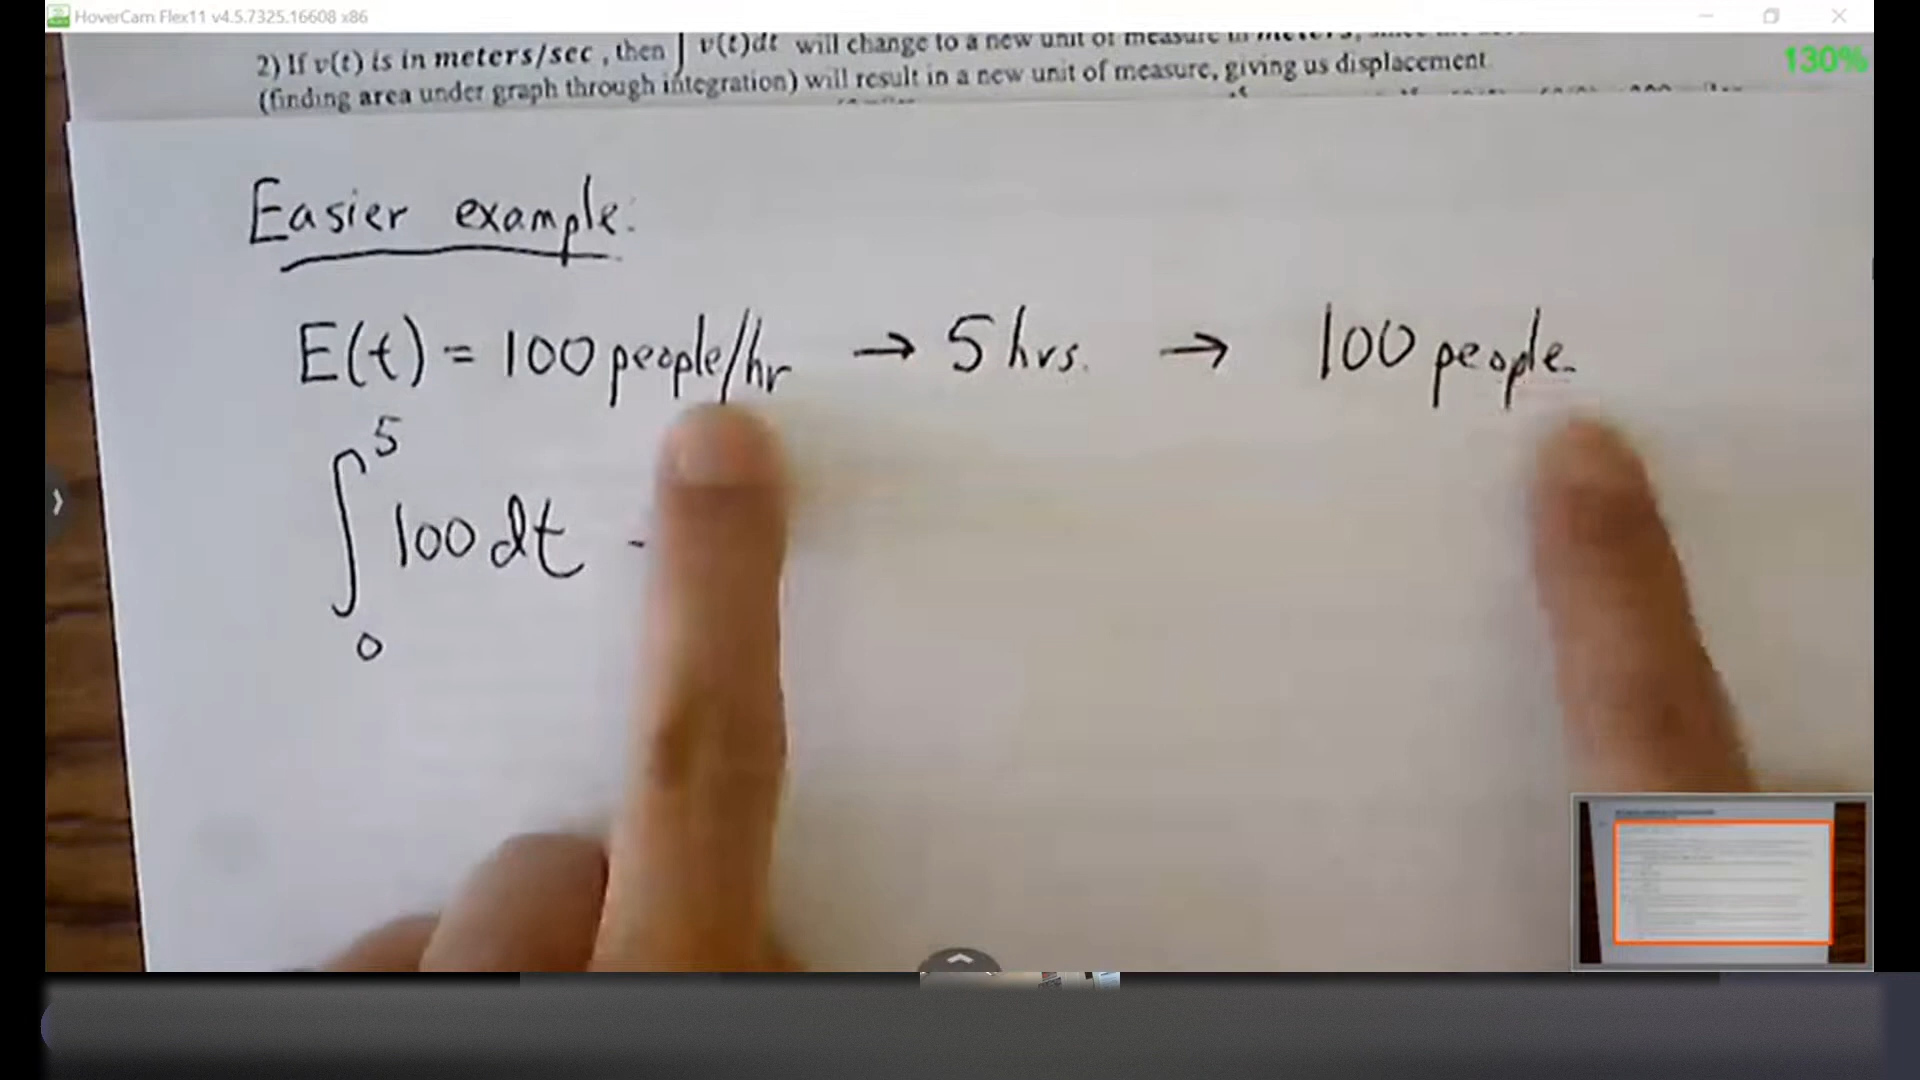 HoverCam Flex11 v4.5.7325.16608 x86
130%
2) If v(t) is in meters/sec , then ∫ v(t)dt will change to a new unit of measure in meters,
(finding area under graph through integration) will result in a new unit of measure, giving us displacement
Easier example:
E(t) = 100 people/hr → 5 hrs. → 100 people.
∫₀⁵ 100 dt